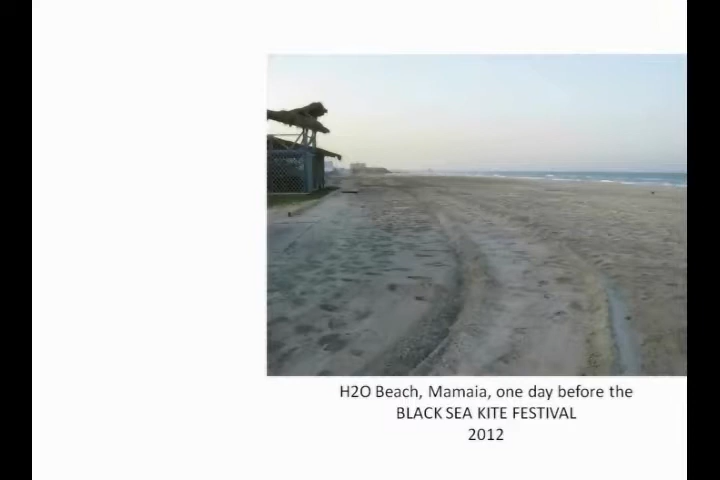 H2O Beach, Mamaia, one day before the
BLACK SEA KITE FESTIVAL
2012